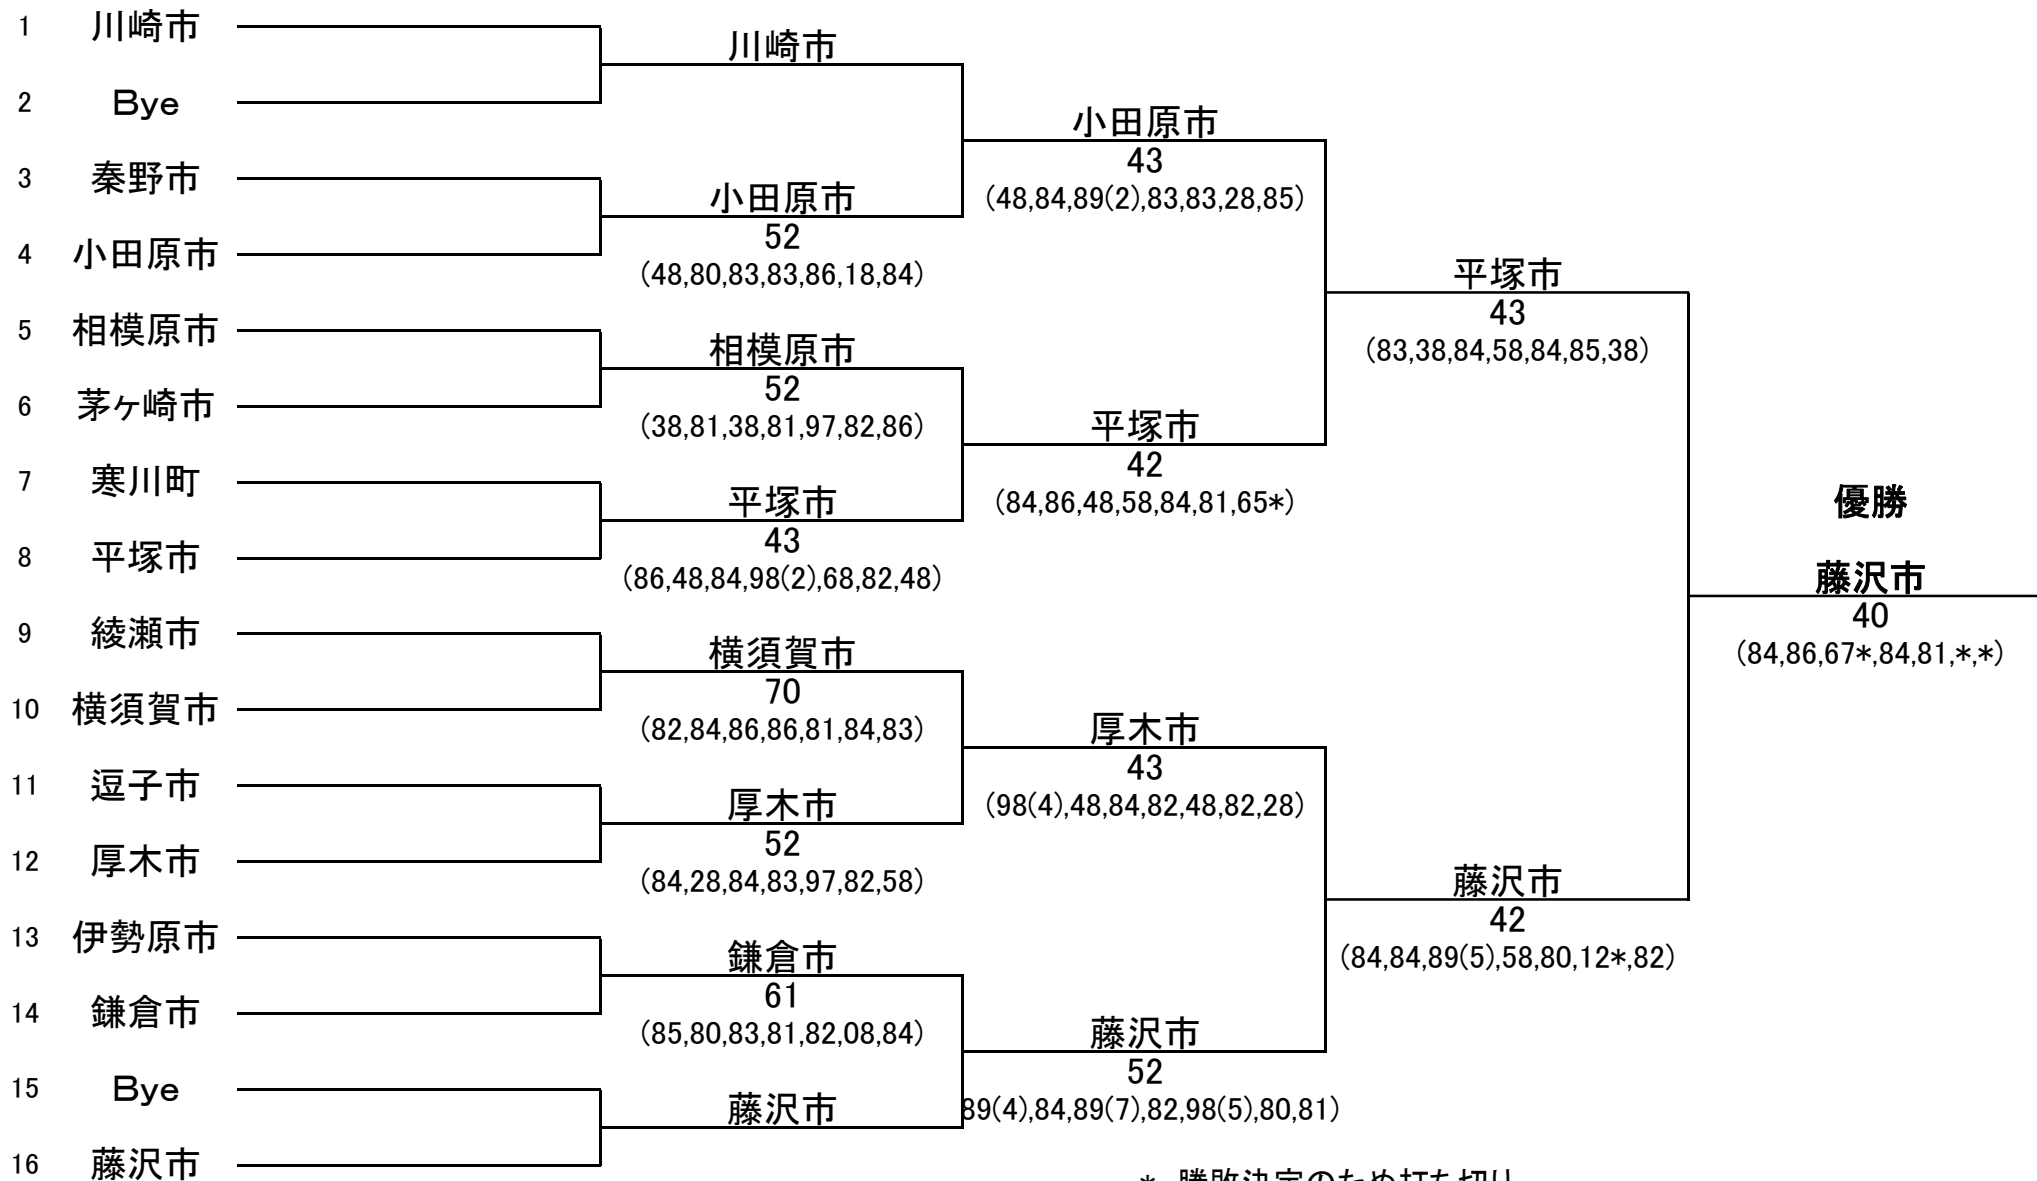 1 川崎市
川崎市
2 Bye
小田原市
43
(48,84,89(2),83,83,28,85)
3 秦野市
小田原市
52
(48,80,83,83,86,18,84)
4 小田原市
平塚市
43
(83,38,84,58,84,85,38)
5 相模原市
相模原市
52
(38,81,38,81,97,82,86)
6 茅ヶ崎市
平塚市
42
(84,86,48,58,84,81,65*)
7 寒川町
平塚市
43
(86,48,84,98(2),68,82,48)
8 平塚市
優勝
藤沢市
40
(84,86,67*,84,81,*,*)
9 綾瀬市
横須賀市
70
(82,84,86,86,81,84,83)
10 横須賀市
厚木市
43
(98(4),48,84,82,48,82,28)
11 逗子市
厚木市
52
(84,28,84,83,97,82,58)
12 厚木市
藤沢市
42
(84,84,89(5),58,80,12*,82)
13 伊勢原市
鎌倉市
61
(85,80,83,81,82,08,84)
14 鎌倉市
藤沢市
52
89(4),84,89(7),82,98(5),80,81)
15 Bye
藤沢市
16 藤沢市
* 勝敗決定のため打ち切り